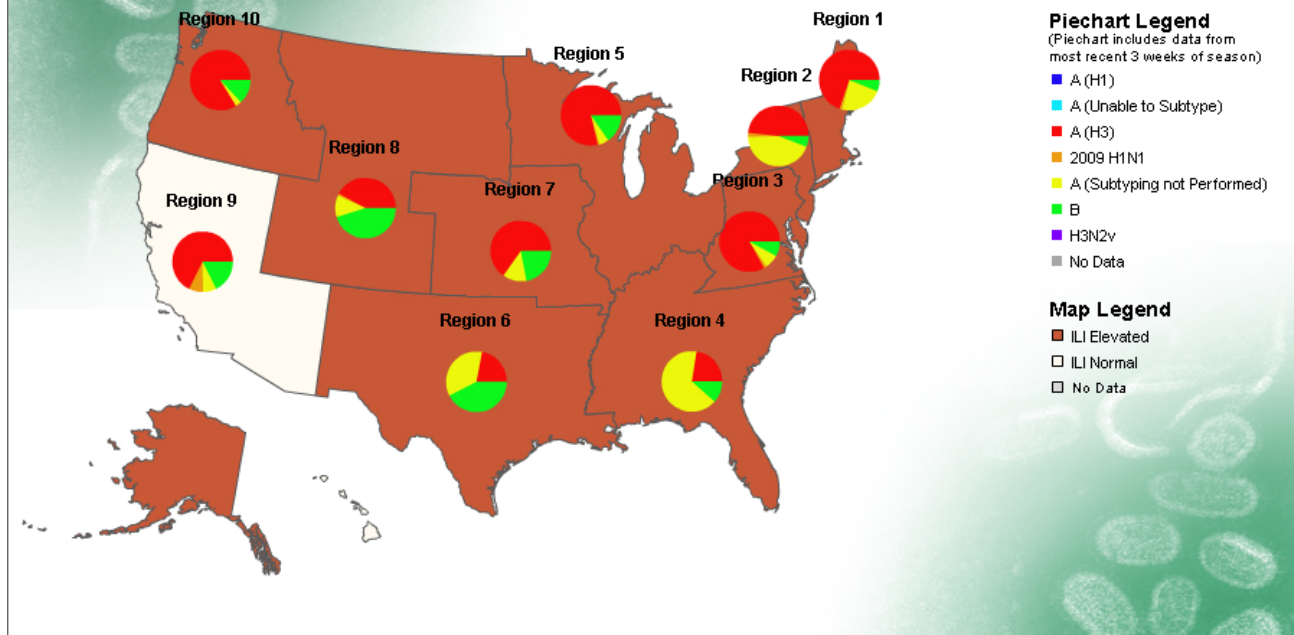 Region 10
Region 1
Region 5
Region 2
Region 8
Region 3
Region 7
Region 9
Region 6
Region 4
Piechart Legend
(Piechart includes data from
most recent 3 weeks of season)
A (H1)
A (Unable to Subtype)
A (H3)
2009 H1N1
A (Subtyping not Performed)
B
H3N2v
No Data
Map Legend
ILI Elevated
ILI Normal
No Data